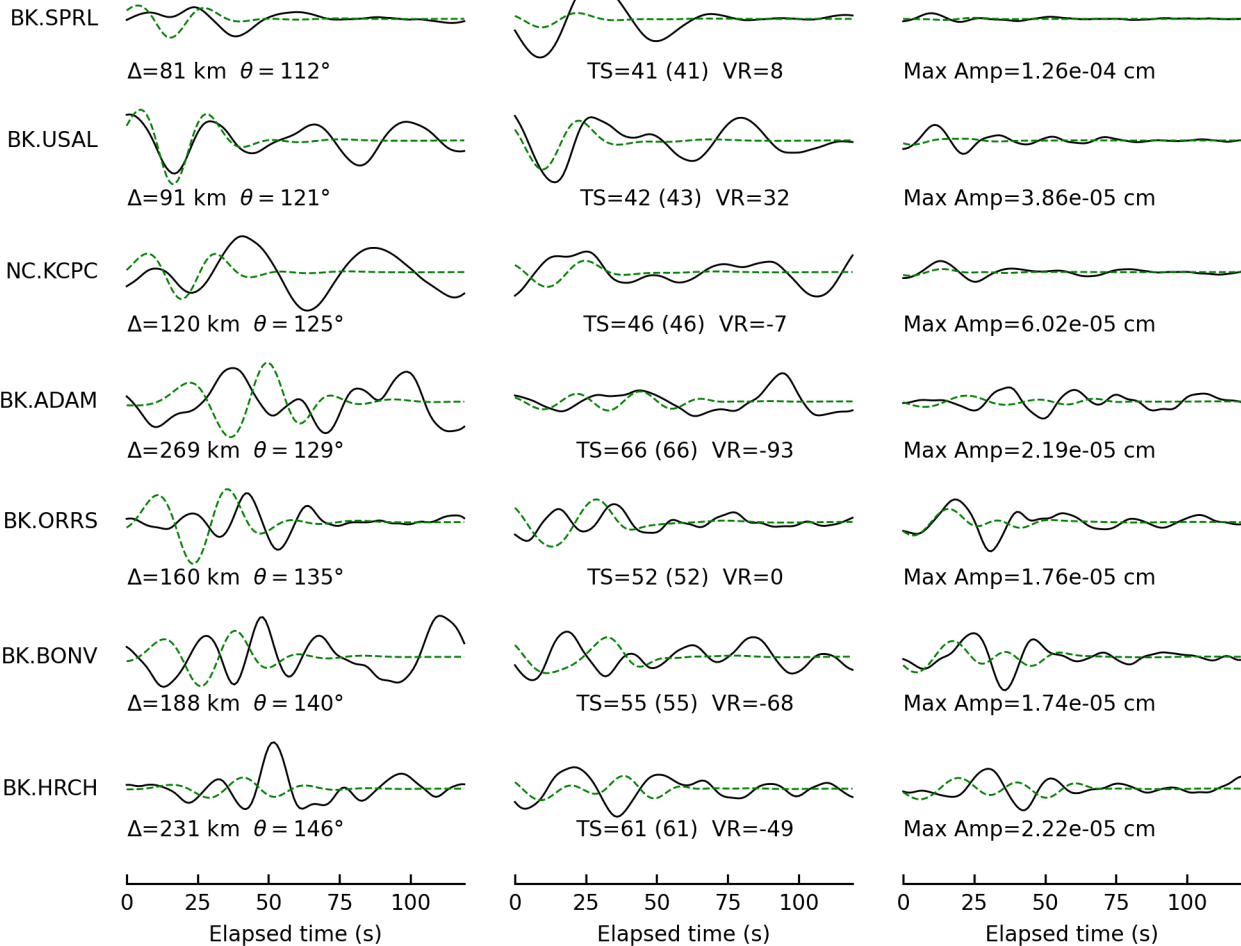 BK.SPRL
Δ=81 km θ = 112° TS=41 (41) VR=8 Max Amp=1.26e-04 cm
BK.USAL
Δ=91 km θ = 121° TS=42 (43) VR=32 Max Amp=3.86e-05 cm
NC.KCPC
Δ=120 km θ = 125° TS=46 (46) VR=-7 Max Amp=6.02e-05 cm
BK.ADAM
Δ=269 km θ = 129° TS=66 (66) VR=-93 Max Amp=2.19e-05 cm
BK.ORRS
Δ=160 km θ = 135° TS=52 (52) VR=0 Max Amp=1.76e-05 cm
BK.BONV
Δ=188 km θ = 140° TS=55 (55) VR=-68 Max Amp=1.74e-05 cm
BK.HRCH
Δ=231 km θ = 146° TS=61 (61) VR=-49 Max Amp=2.22e-05 cm
0 25 50 75 100 0 25 50 75 100 0 25 50 75 100
Elapsed time (s) Elapsed time (s) Elapsed time (s)